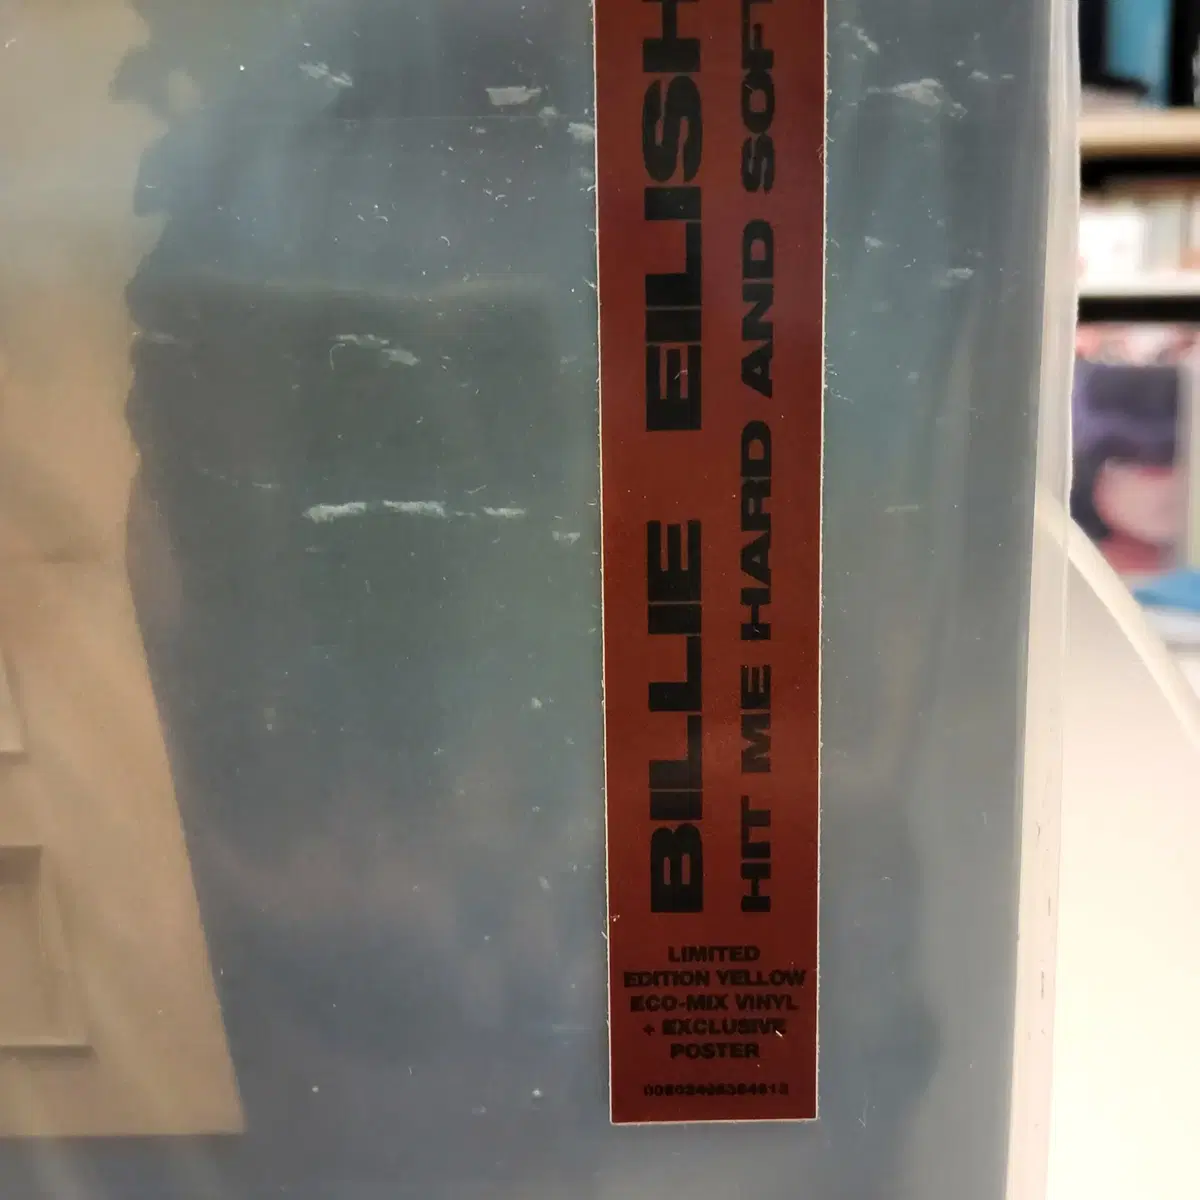 BILLIE EILISH
HIT ME HARD AND SOFT
LIMITED
EDITION YELLOW
ECO-MIX VINYL
+ EXCLUSIVE
POSTER